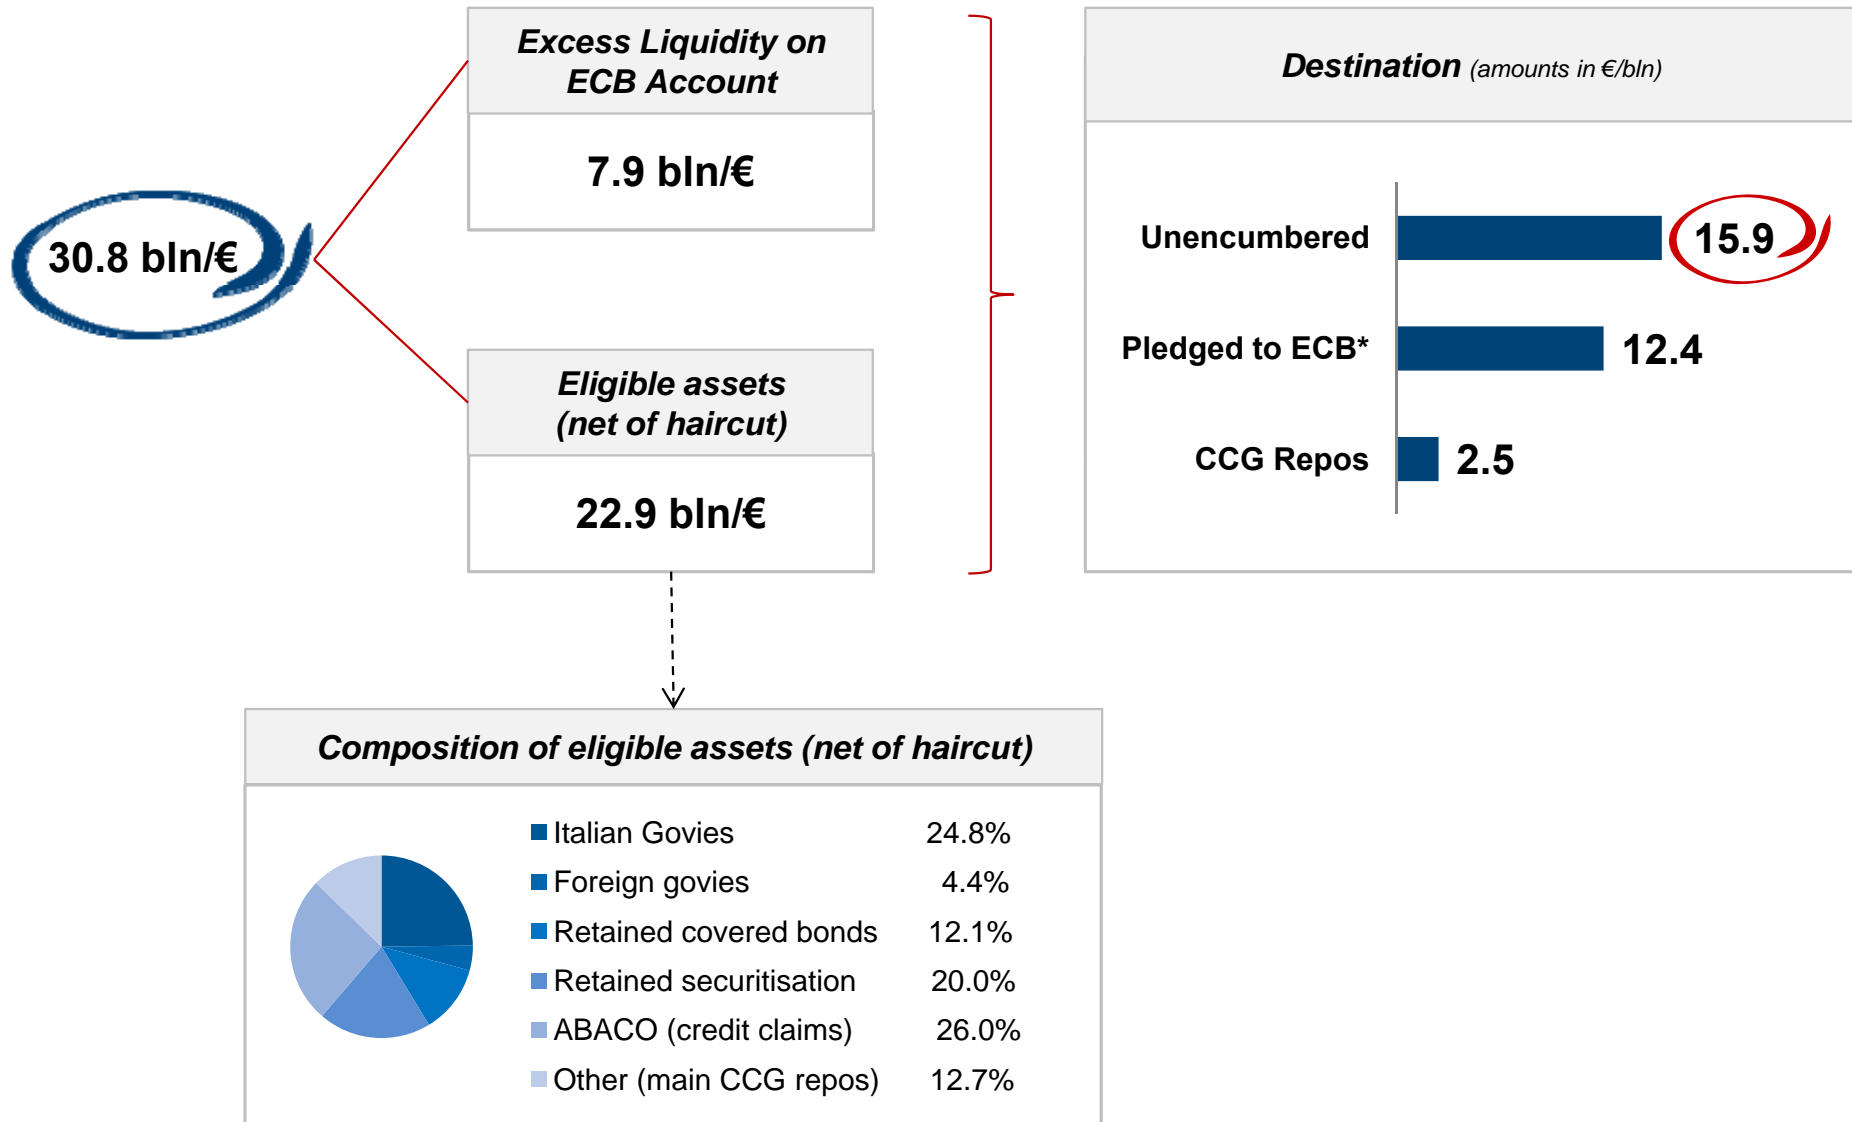 30.8 bln/€
Excess Liquidity on
ECB Account
7.9 bln/€
Eligible assets
(net of haircut)
22.9 bln/€
Destination (amounts in €/bln)
Unencumbered 15.9
Pledged to ECB* 12.4
CCG Repos 2.5
Composition of eligible assets (net of haircut)
Italian Govies 24.8%
Foreign govies 4.4%
Retained covered bonds 12.1%
Retained securitisation 20.0%
ABACO (credit claims) 26.0%
Other (main CCG repos) 12.7%